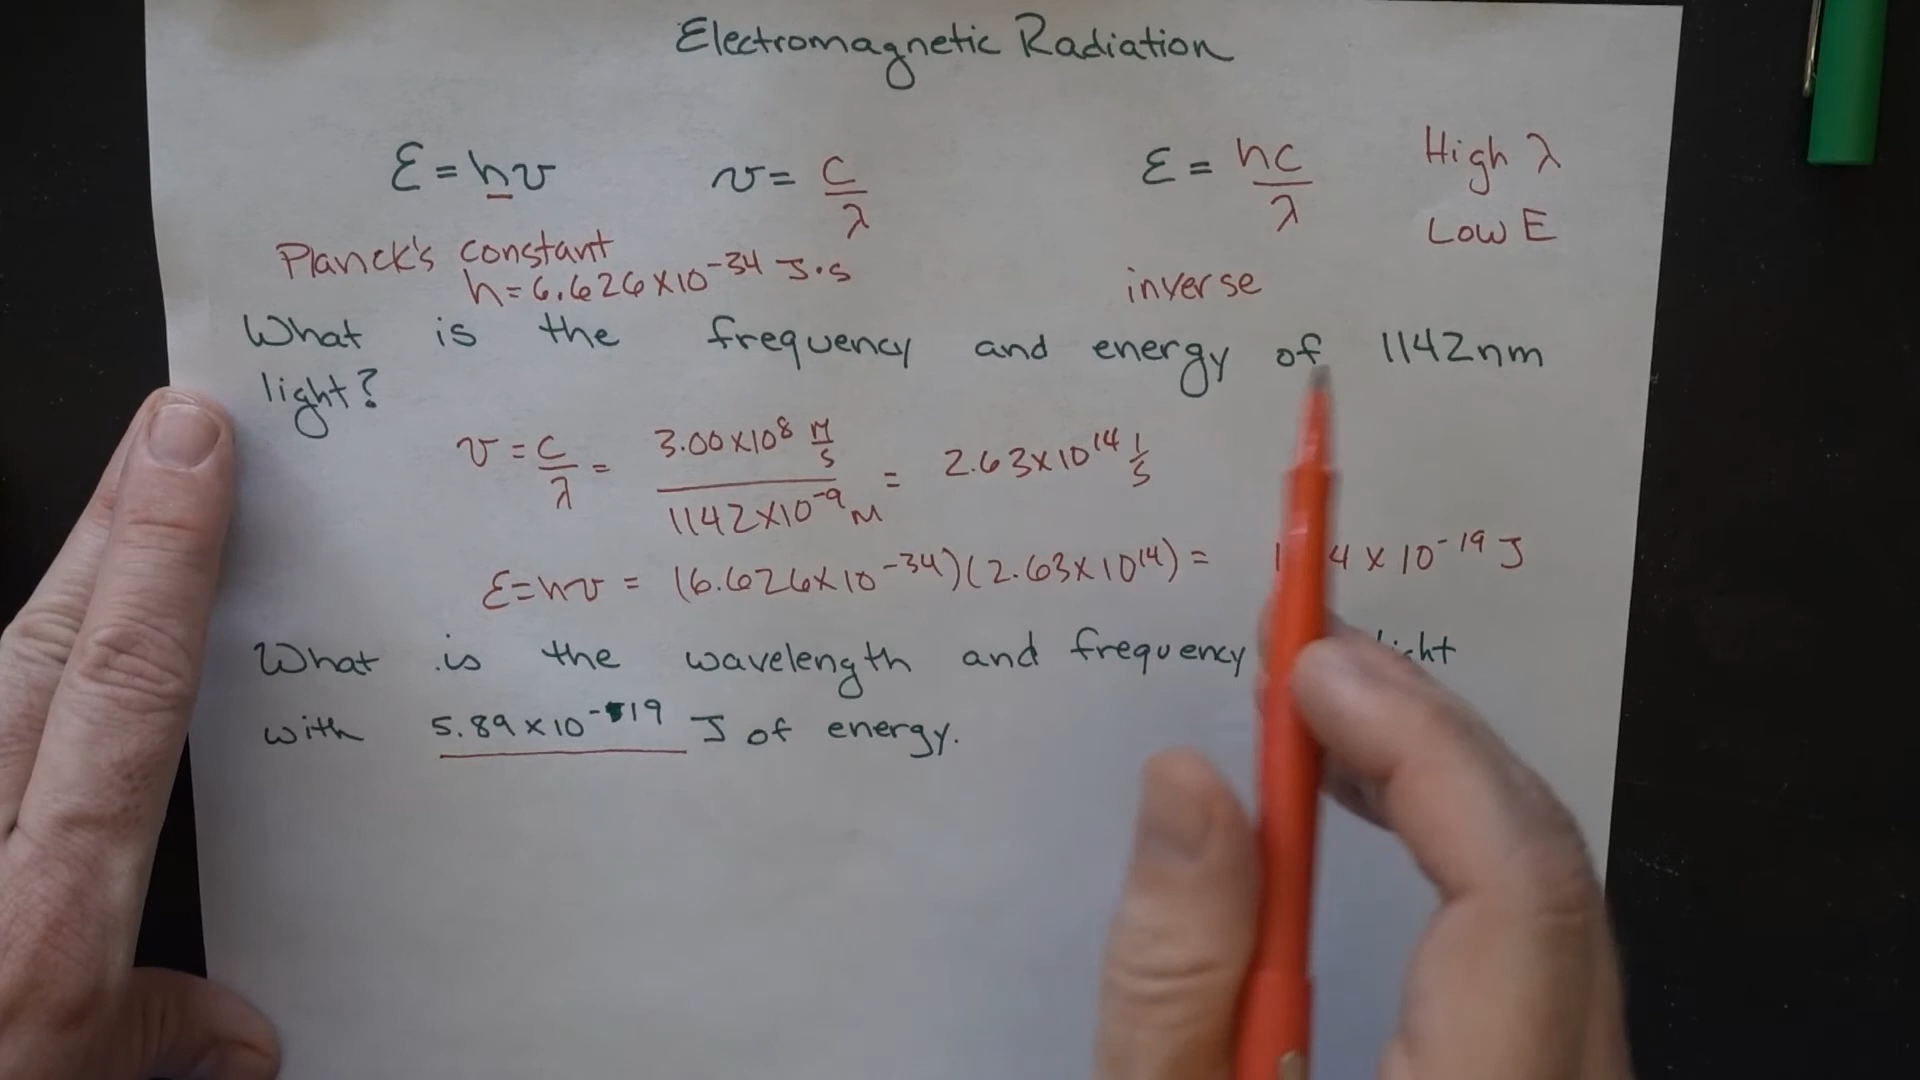 Electromagnetic Radiation
E = hν   ν = c/λ   E = hc/λ   High λ
Low E
Planck's constant
h = 6.626 x 10^-34 J·s   inverse
What is the frequency and energy of 1142nm
light?
ν = c/λ = 3.00 x 10^8 M/s / 1142 x 10^-9 M = 2.63 x 10^14 1/s
E = hν = (6.626 x 10^-34)(2.63 x 10^14) = 4 x 10^-19 J
What is the wavelength and frequency
with 5.89 x 10^-19 J of energy.